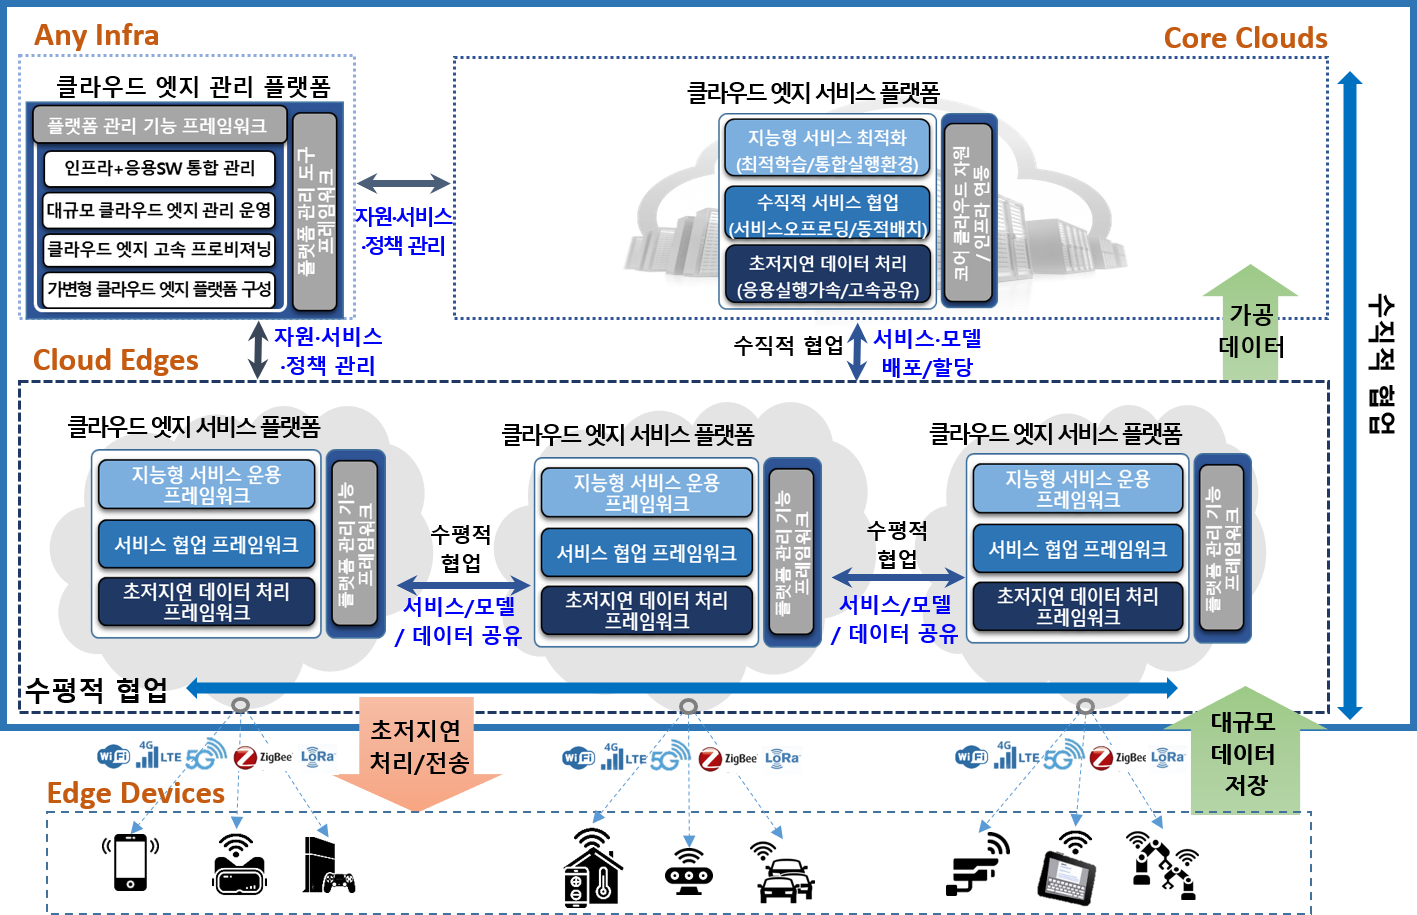 Any Infra
클라우드 엣지 관리 플랫폼
플랫폼 관리 기능 프레임워크
인프라+응용SW 통합 관리
대규모 클라우드 엣지 관리 운영
클라우드 엣지 고속 프로비져닝
가변형 클라우드 엣지 플랫폼 구성
플랫폼 관리 도구
프레임워크
자원·서비스
·정책 관리
Core Clouds
클라우드 엣지 서비스 플랫폼
지능형 서비스 최적화
(최적학습/통합실행환경)
수직적 서비스 협업
(서비스오프로딩/동적배치)
초저지연 데이터 처리
(응용실행가속/고속공유)
코어 클라우드 자원
/ 인프라 연동
자원·서비스
·정책 관리
수직적 협업
서비스·모델
배포/할당
가공
데이터
수직적 협업
Cloud Edges
클라우드 엣지 서비스 플랫폼
지능형 서비스 운용
프레임워크
서비스 협업 프레임워크
초저지연 데이터 처리
프레임워크
플랫폼 관리 기능
프레임워크
수평적
협업
서비스/모델
/ 데이터 공유
클라우드 엣지 서비스 플랫폼
지능형 서비스 운용
프레임워크
서비스 협업 프레임워크
초저지연 데이터 처리
프레임워크
플랫폼 관리 기능
프레임워크
수평적
협업
서비스/모델
/ 데이터 공유
클라우드 엣지 서비스 플랫폼
지능형 서비스 운용
프레임워크
서비스 협업 프레임워크
초저지연 데이터 처리
프레임워크
플랫폼 관리 기능
프레임워크
수평적 협업
WiFi 4G LTE 5G ZigBee LoRa
초저지연
처리/전송
WiFi 4G LTE 5G ZigBee LoRa
WiFi 4G LTE 5G ZigBee LoRa
대규모
데이터
저장
Edge Devices